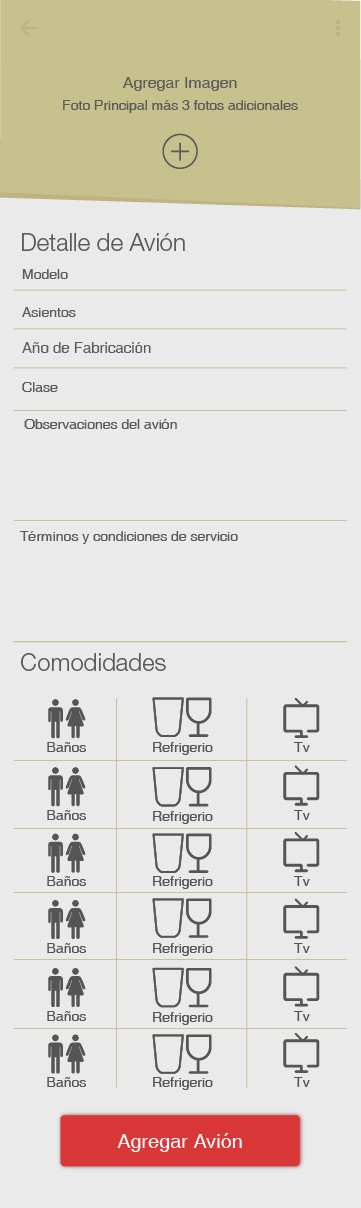 Agregar Imagen
Foto Principal más 3 fotos adicionales
Detalle de Avión
Modelo
Asientos
Año de Fabricación
Clase
Observaciones del avión
Términos y condiciones de servicio
Comodidades
Baños Refrigerio Tv
Baños Refrigerio Tv
Baños Refrigerio Tv
Baños Refrigerio Tv
Baños Refrigerio Tv
Baños Refrigerio Tv
Agregar Avión